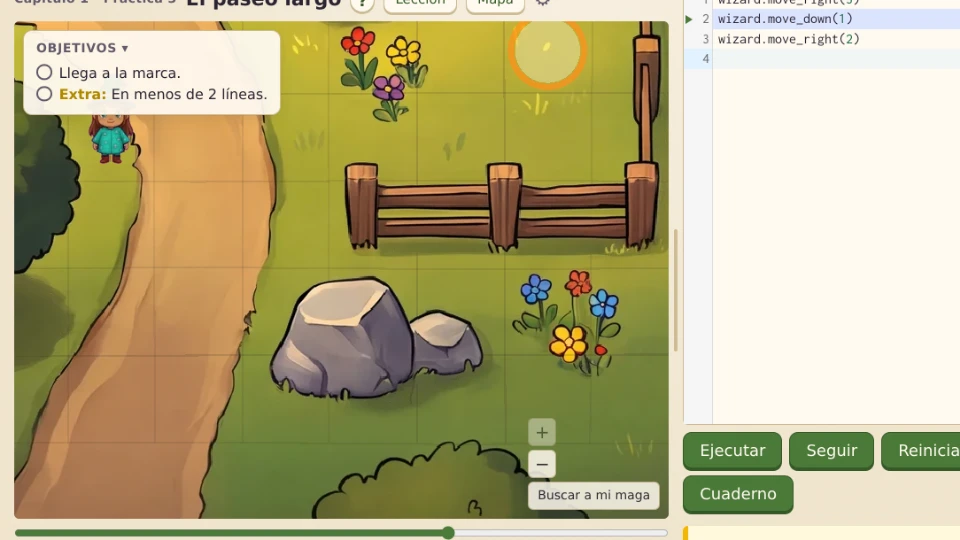 El paseo largo
?
Lección
Mapa
OBJETIVOS ▾
Llega a la marca.
Extra: En menos de 2 líneas.
+
−
Buscar a mi maga
1
2 wizard.move_down(1)
3 wizard.move_right(2)
4
Ejecutar
Seguir
Cuaderno